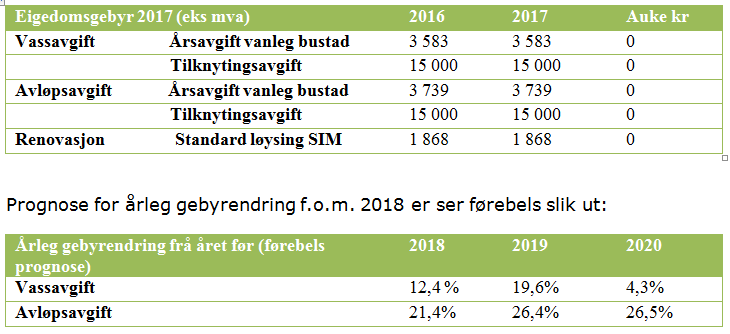 Eigedomsgebyr 2017 (eks mva) 2016 2017 Auke kr
Vassavgift Årsavgift vanleg bustad 3 583 3 583 0
Tilknytingsavgift 15 000 15 000 0
Avløpsavgift Årsavgift vanleg bustad 3 739 3 739 0
Tilknytingsavgift 15 000 15 000 0
Renovasjon Standard løysing SIM 1 868 1 868 0
Prognose for årleg gebyrendring f.o.m. 2018 er ser førebels slik ut:
Årleg gebyrendring frå året før (førebels 2018 2019 2020
prognose)
Vassavgift 12,4 % 19,6% 4,3%
Avløpsavgift 21,4% 26,4% 26,5%